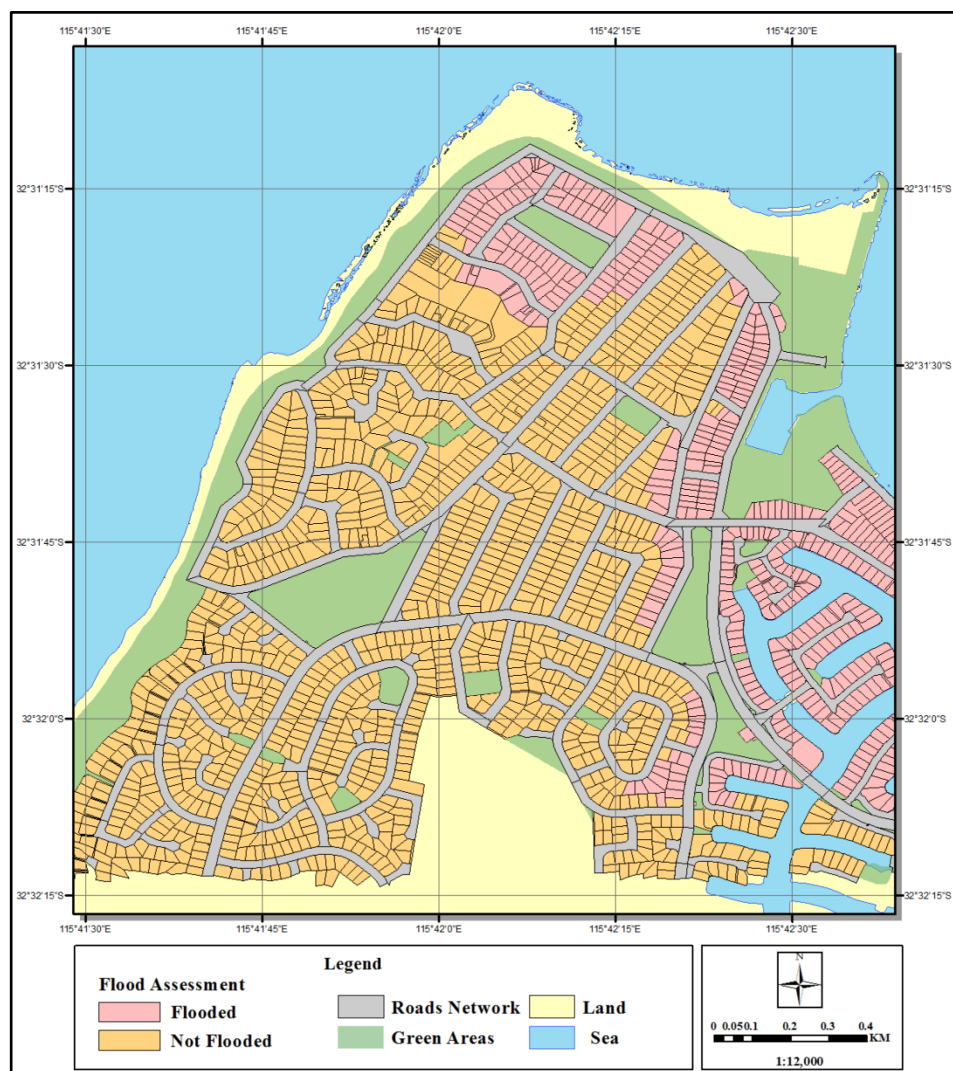 115°41'30"E 115°41'45"E 115°42'0"E 115°42'15"E 115°42'30"E
32°31'15"S 32°31'15"S
32°31'30"S 32°31'30"S
32°31'45"S 32°31'45"S
32°32'0"S 32°32'0"S
32°32'15"S 32°32'15"S
115°41'30"E 115°41'45"E 115°42'0"E 115°42'15"E 115°42'30"E
Legend
Flood Assessment
Flooded
Not Flooded
Roads Network
Green Areas
Land
Sea
N
0 0.05 0.1 0.2 0.3 0.4
KM
1:12,000